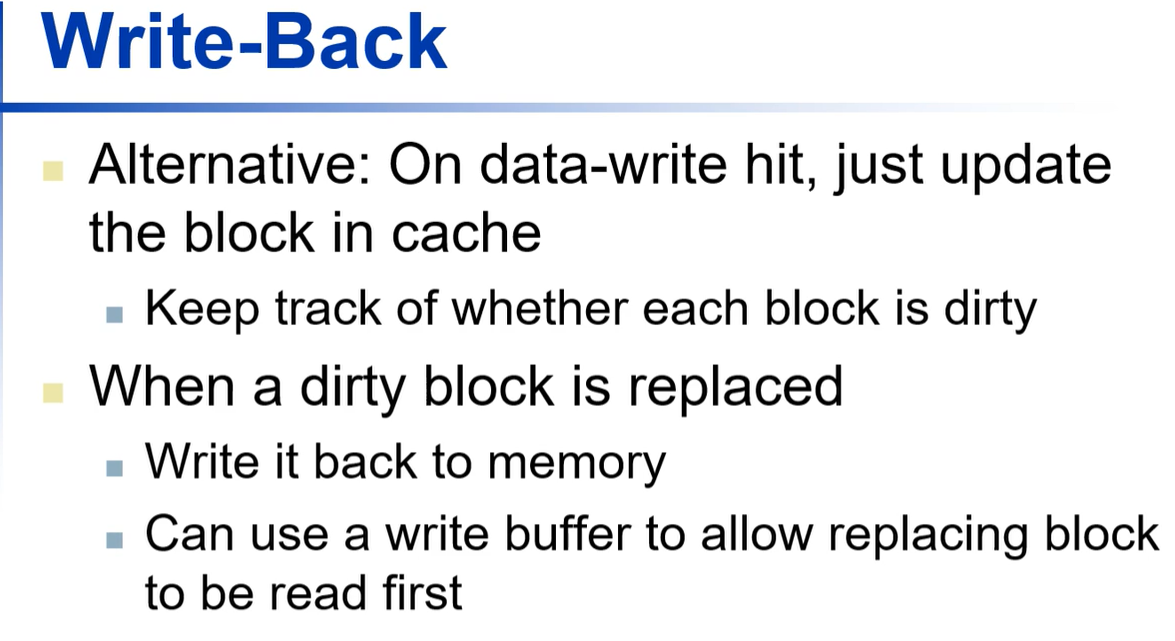 Write-Back
Alternative: On data-write hit, just update
the block in cache
Keep track of whether each block is dirty
When a dirty block is replaced
Write it back to memory
Can use a write buffer to allow replacing block
to be read first